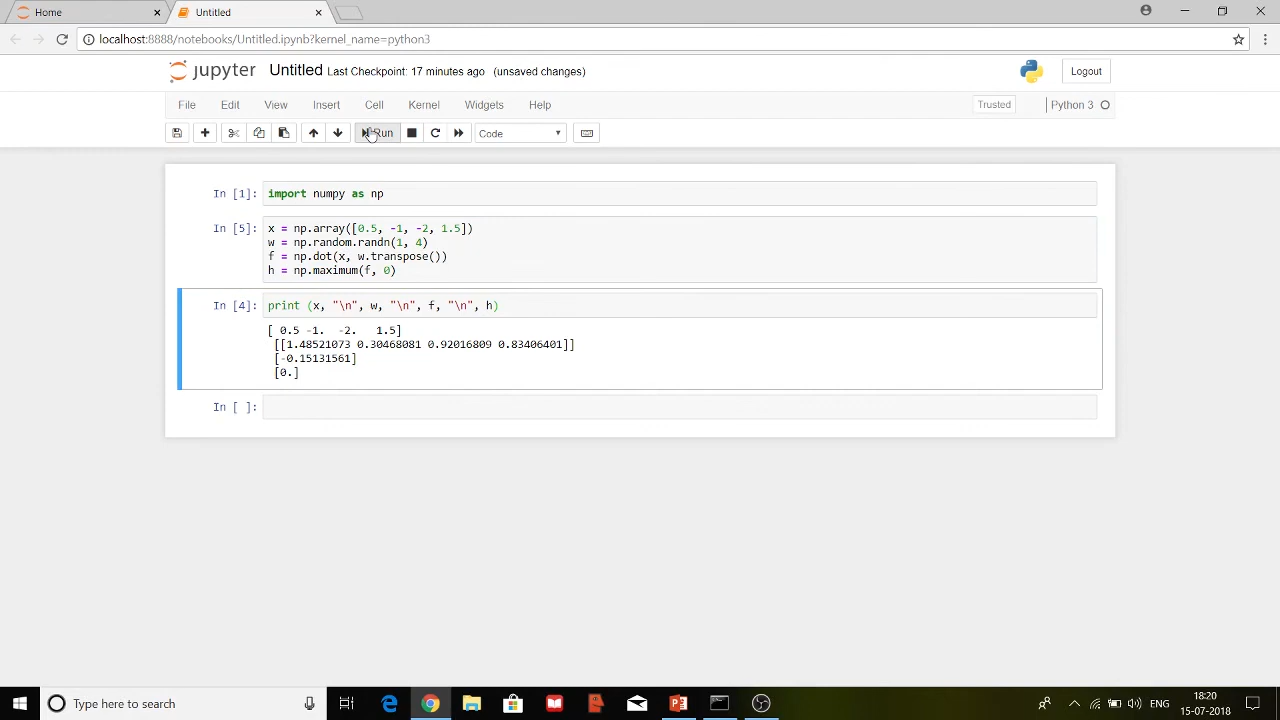 Home
Untitled
localhost:8888/notebooks/Untitled.ipynb?kernel_name=python3
jupyter Untitled Last Checkpoint: 17 minutes ago (unsaved changes) Logout
File Edit View Insert Cell Kernel Widgets Help Trusted Python 3
Run Code
In [1]: import numpy as np
In [5]: x = np.array([0.5, -1, -2, 1.5])
w = np.random.randn(1, 4)
f = np.dot(x, w.transpose())
h = np.maximum(f, 0)
In [4]: print (x, "\n", w, "\n", f, "\n", h)
[ 0.5 -1. -2. 1.5]
[[1.48521073 0.30468081 0.92016809 0.83406401]]
[-0.15131561]
[0.]
In [ ]:
Type here to search
ENG
18:20
15-07-2018